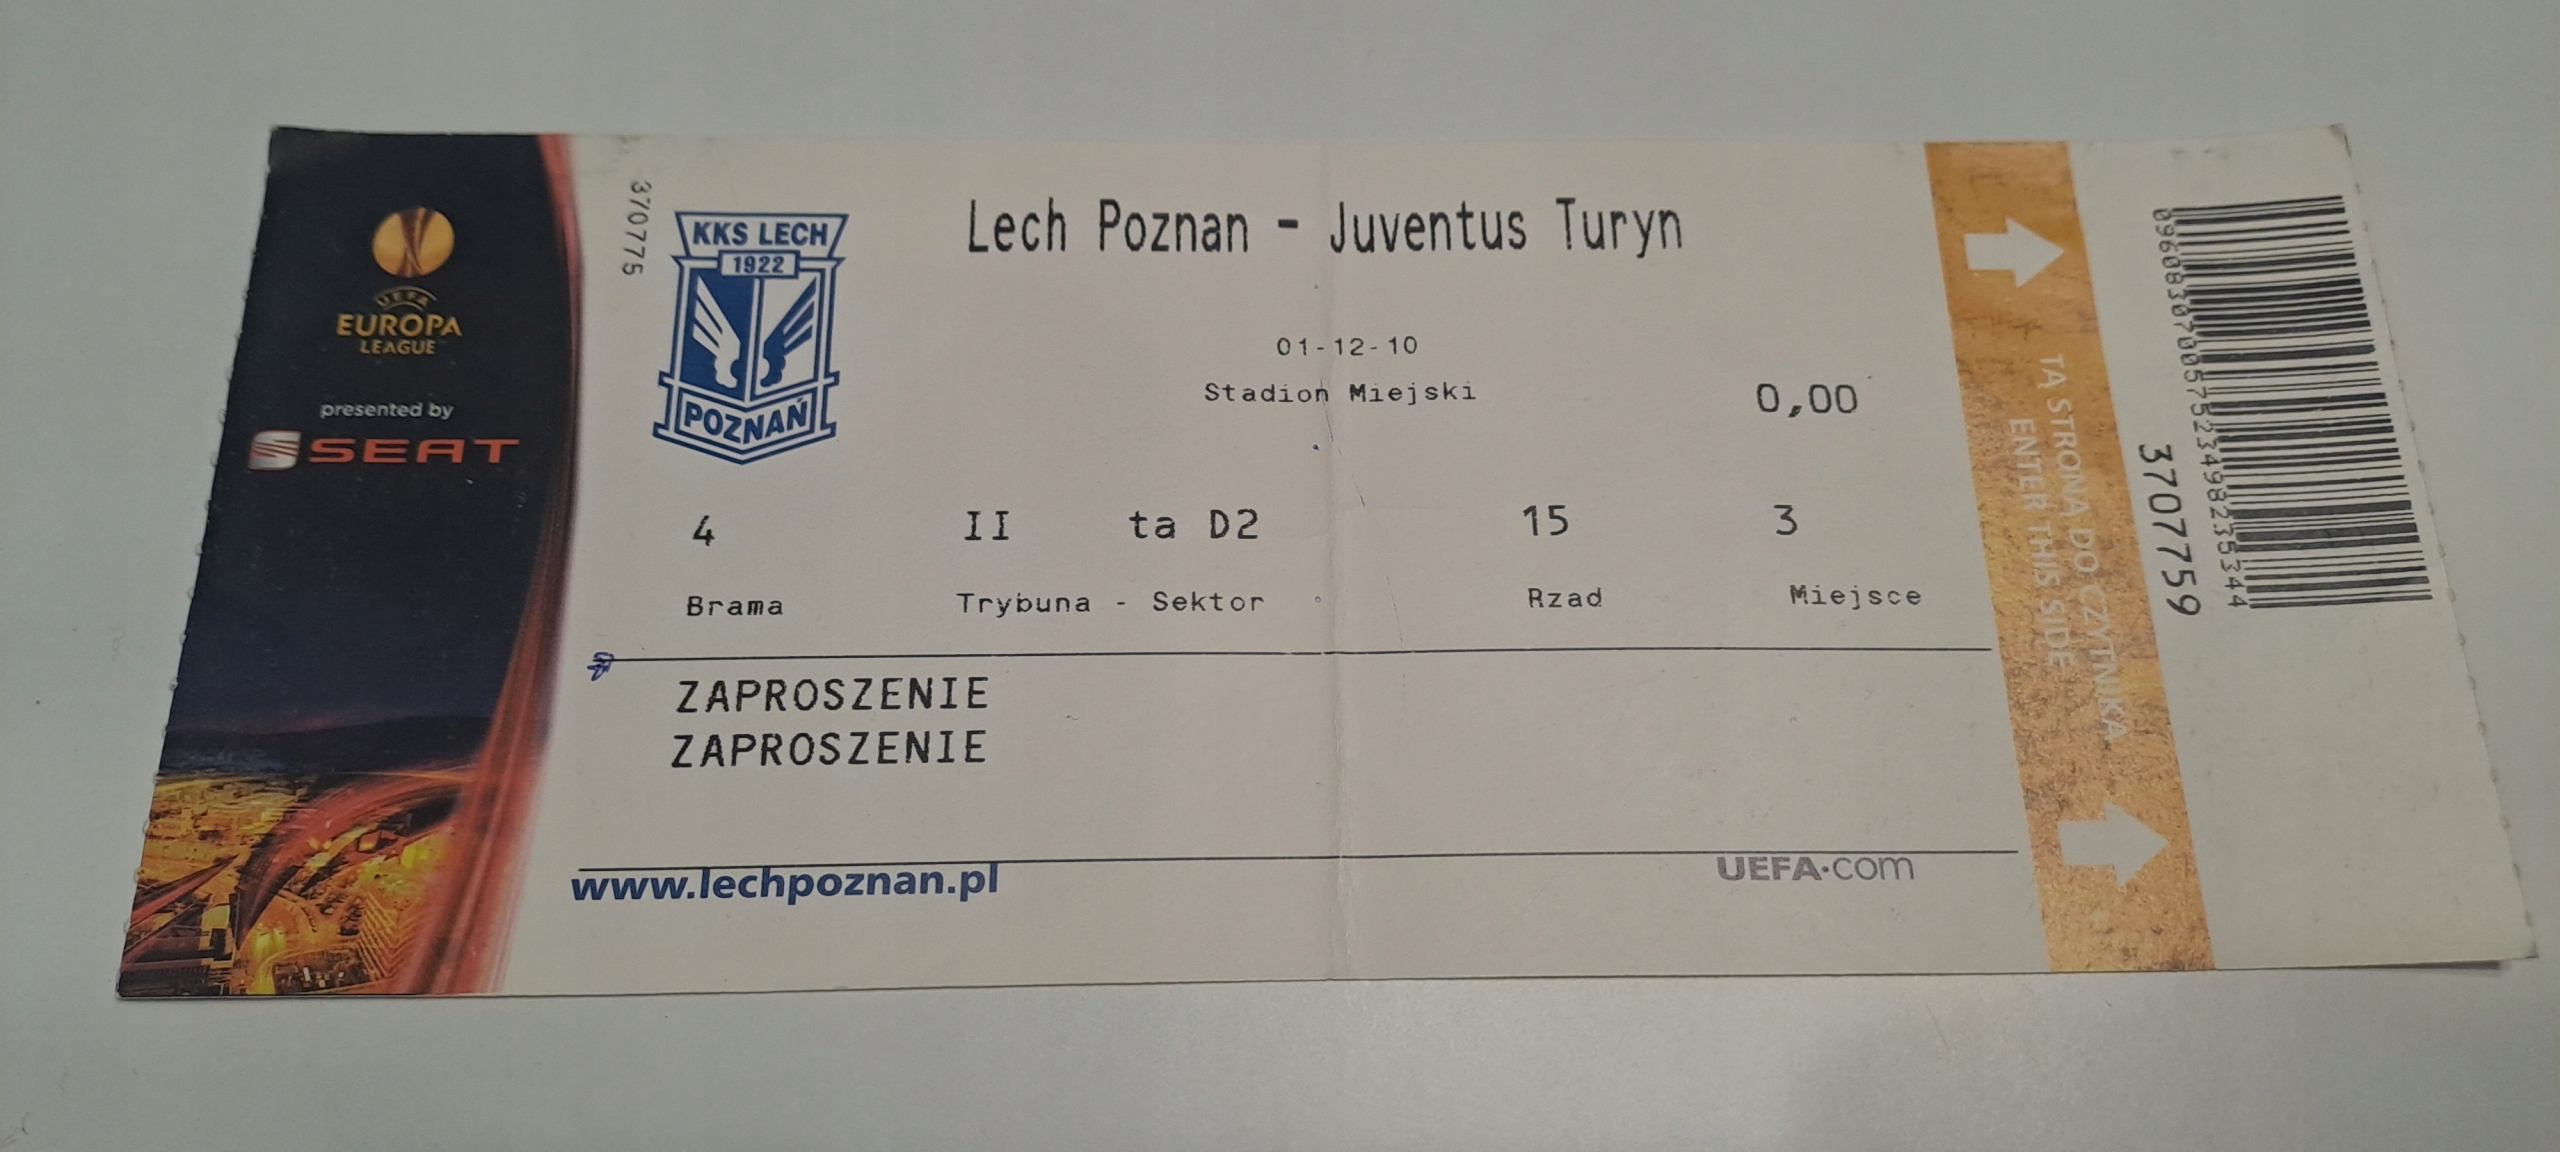 UEFA
EUROPA
LEAGUE
presented by
SEAT
370775
KKS LECH
1922
POZNAŃ
Lech Poznan - Juventus Turyn
01-12-10
Stadion Miejski
0,00
4 II ta D2 15 3
Brama Trybuna - Sektor Rzad Miejsce
ZAPROSZENIE
ZAPROSZENIE
www.lechpoznan.pl
UEFA.com
TA STRONA DO CZYTNIKA
ENTER THIS SIDE
3707759